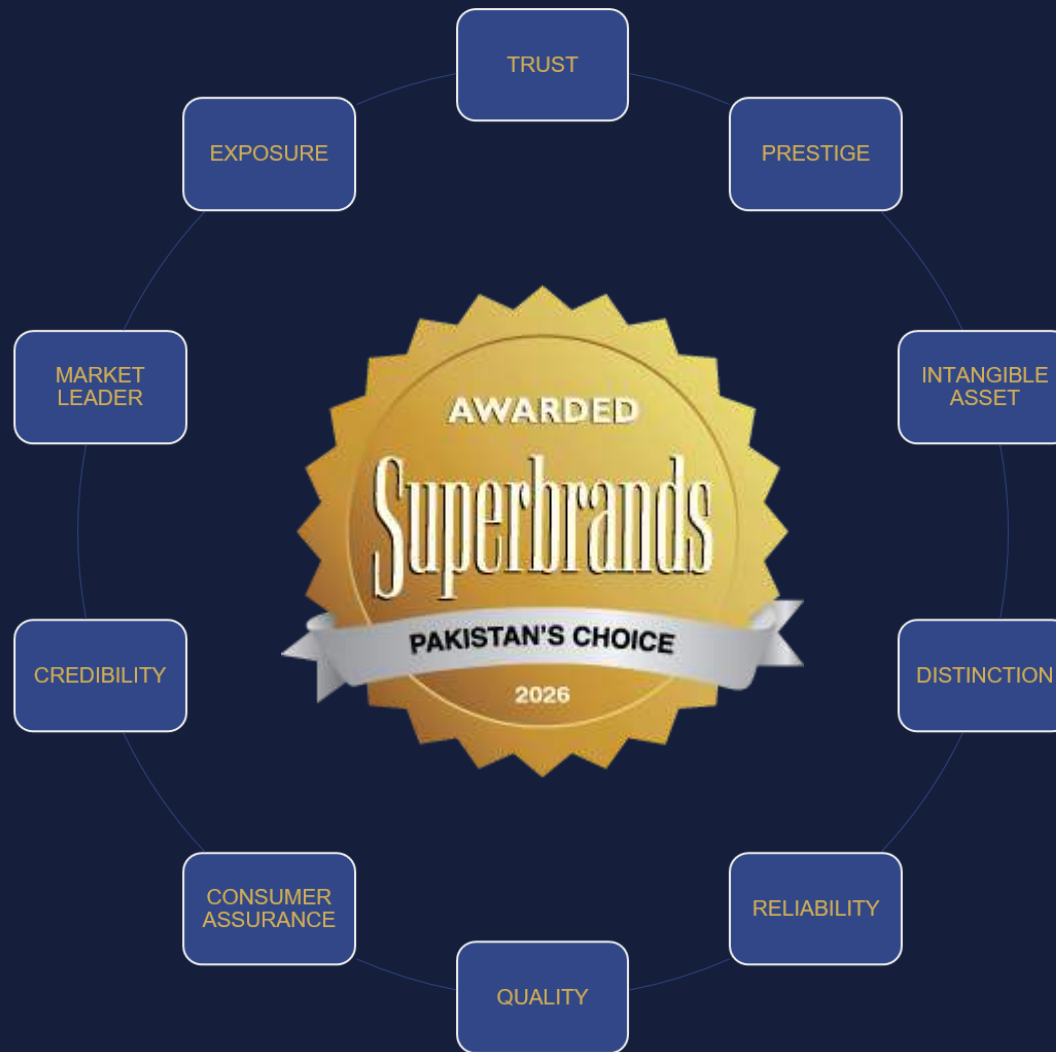 TRUST
EXPOSURE
PRESTIGE
MARKET
LEADER
INTANGIBLE
ASSET
AWARDED
Superbrands
PAKISTAN'S CHOICE
2026
CREDIBILITY
DISTINCTION
CONSUMER
ASSURANCE
RELIABILITY
QUALITY